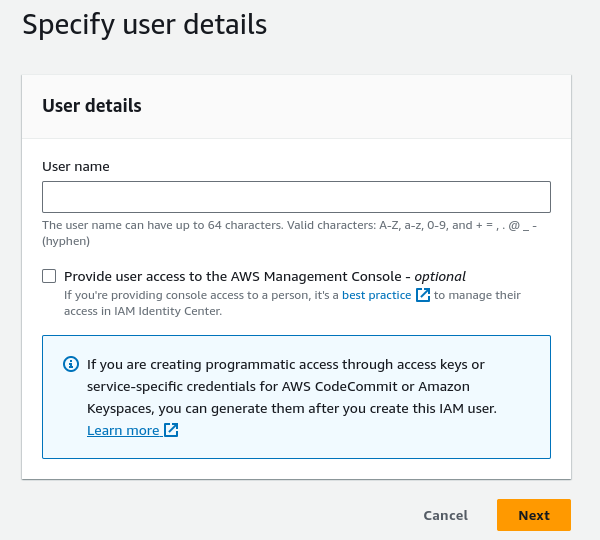 Specify user details
User details
User name
The user name can have up to 64 characters. Valid characters: A-Z, a-z, 0-9, and + = , . @ _ -
(hyphen)
Provide user access to the AWS Management Console - optional
If you're providing console access to a person, it's a best practice to manage their
access in IAM Identity Center.
If you are creating programmatic access through access keys or
service-specific credentials for AWS CodeCommit or Amazon
Keyspaces, you can generate them after you create this IAM user.
Learn more
Cancel Next